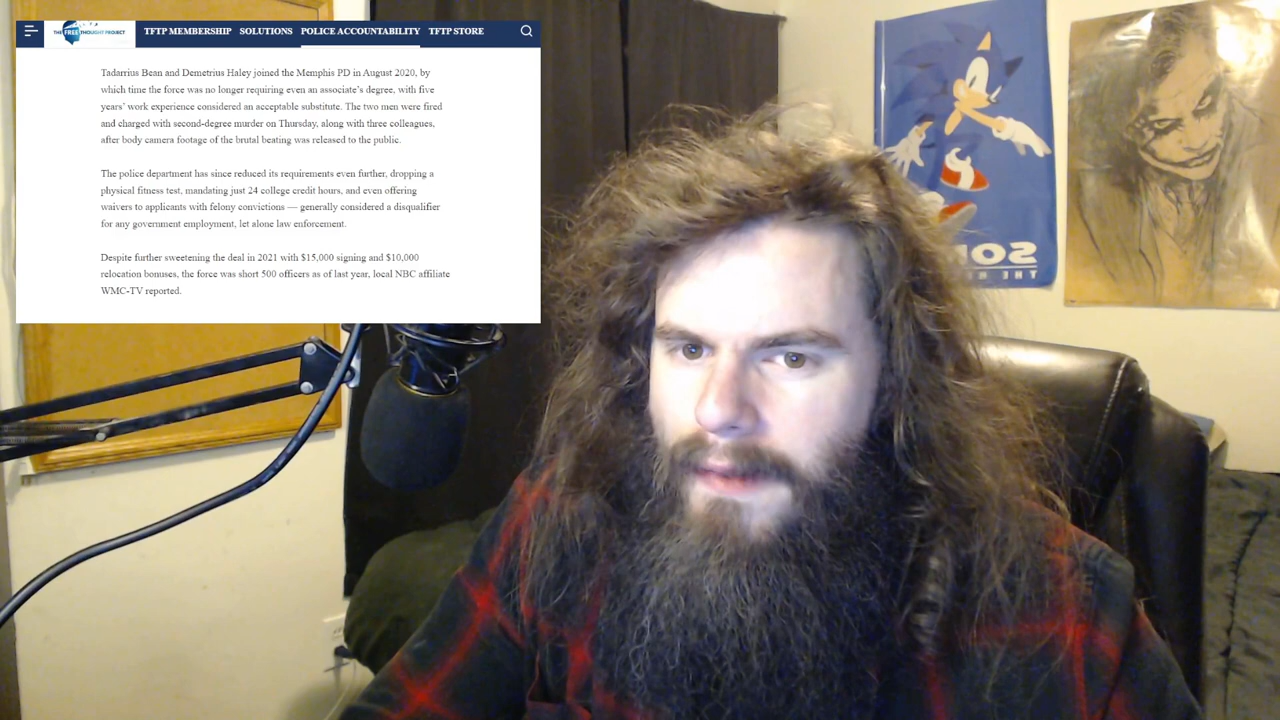 THE FREE THOUGHT PROJECT
TFTP MEMBERSHIP SOLUTIONS POLICE ACCOUNTABILITY TFTP STORE
Tadarrius Bean and Demetrius Haley joined the Memphis PD in August 2020, by
which time the force was no longer requiring even an associate's degree, with five
years' work experience considered an acceptable substitute. The two men were fired
and charged with second-degree murder on Thursday, along with three colleagues,
after body camera footage of the brutal beating was released to the public.
The police department has since reduced its requirements even further, dropping a
physical fitness test, mandating just 24 college credit hours, and even offering
waivers to applicants with felony convictions — generally considered a disqualifier
for any government employment, let alone law enforcement.
Despite further sweetening the deal in 2021 with $15,000 signing and $10,000
relocation bonuses, the force was short 500 officers as of last year, local NBC affiliate
WMC-TV reported.
SON
THE